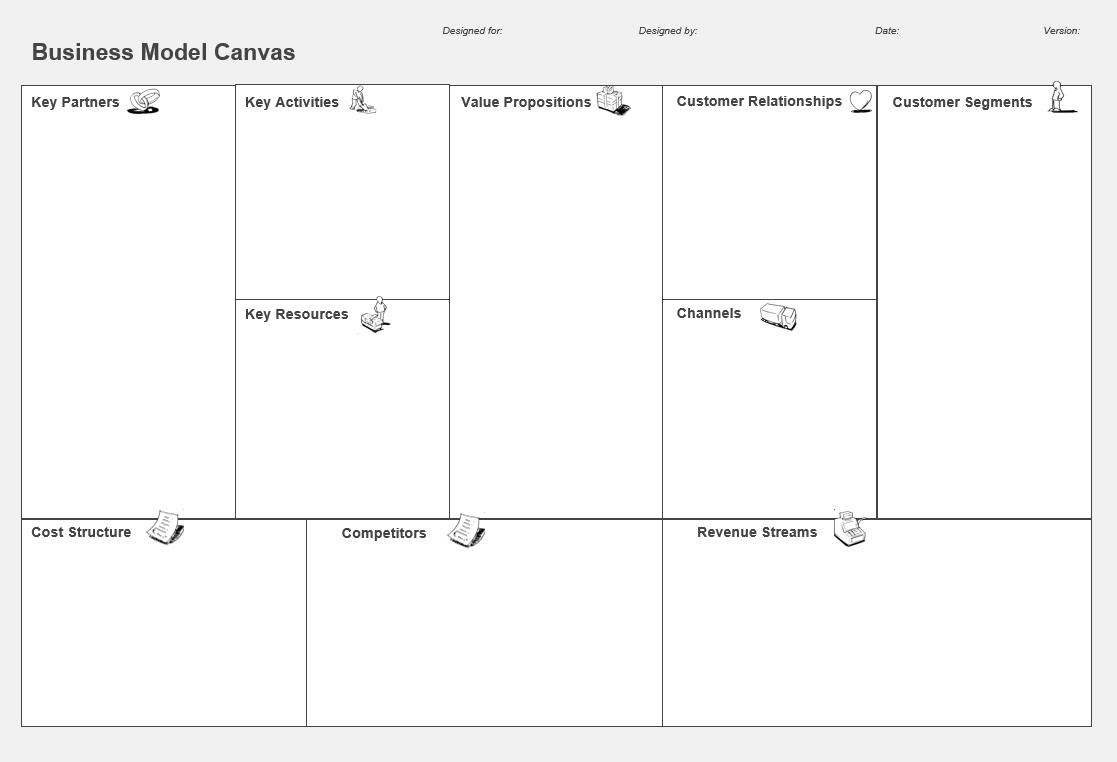 Designed for:
Designed by:
Date:
Version:
Business Model Canvas
Key Partners
Key Activities
Value Propositions
Customer Relationships
Customer Segments
Key Resources
Channels
Cost Structure
Competitors
Revenue Streams